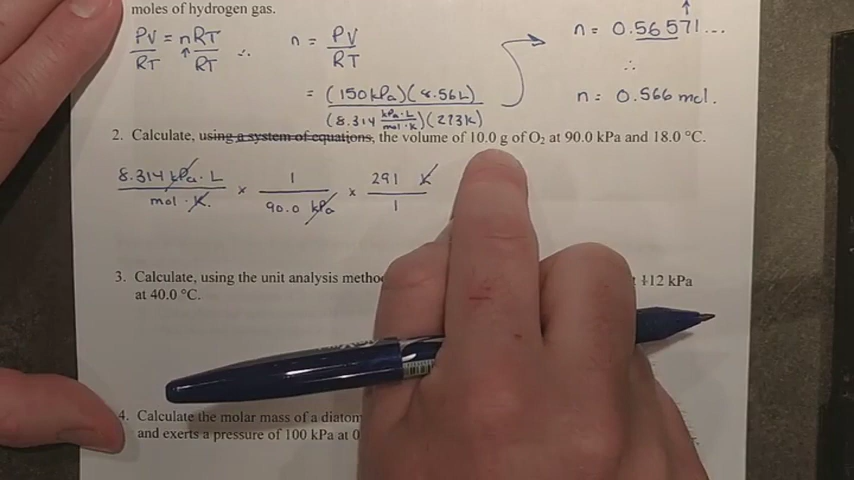 moles of hydrogen gas.
PV = nRT ∴ n = PV
RT RT RT
= (150 kPa)(8.56L)
(8.314 kPa·L/mol·K)(273K)
n = 0.56571...
∴
n = 0.566 mol.
2. Calculate, using a system of equations, the volume of 10.0 g of O₂ at 90.0 kPa and 18.0 °C.
8.314 kPa·L × 1 × 291 K
mol·K 90.0 kPa 1
3. Calculate, using the unit analysis 112 kPa
at 40.0 °C.
4. Calculate the molar mass of a
and exerts a pressure of 100 kPa at